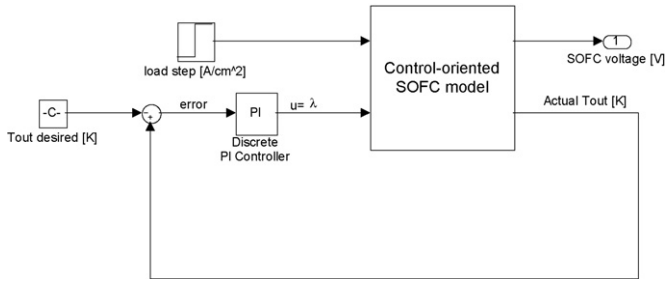 load step [A/cm^2]
Control-oriented
SOFC model
1
SOFC voltage [V]
-C-
Tout desired [K]
-
+
error
PI
Discrete
PI Controller
u= λ
Actual Tout [K]